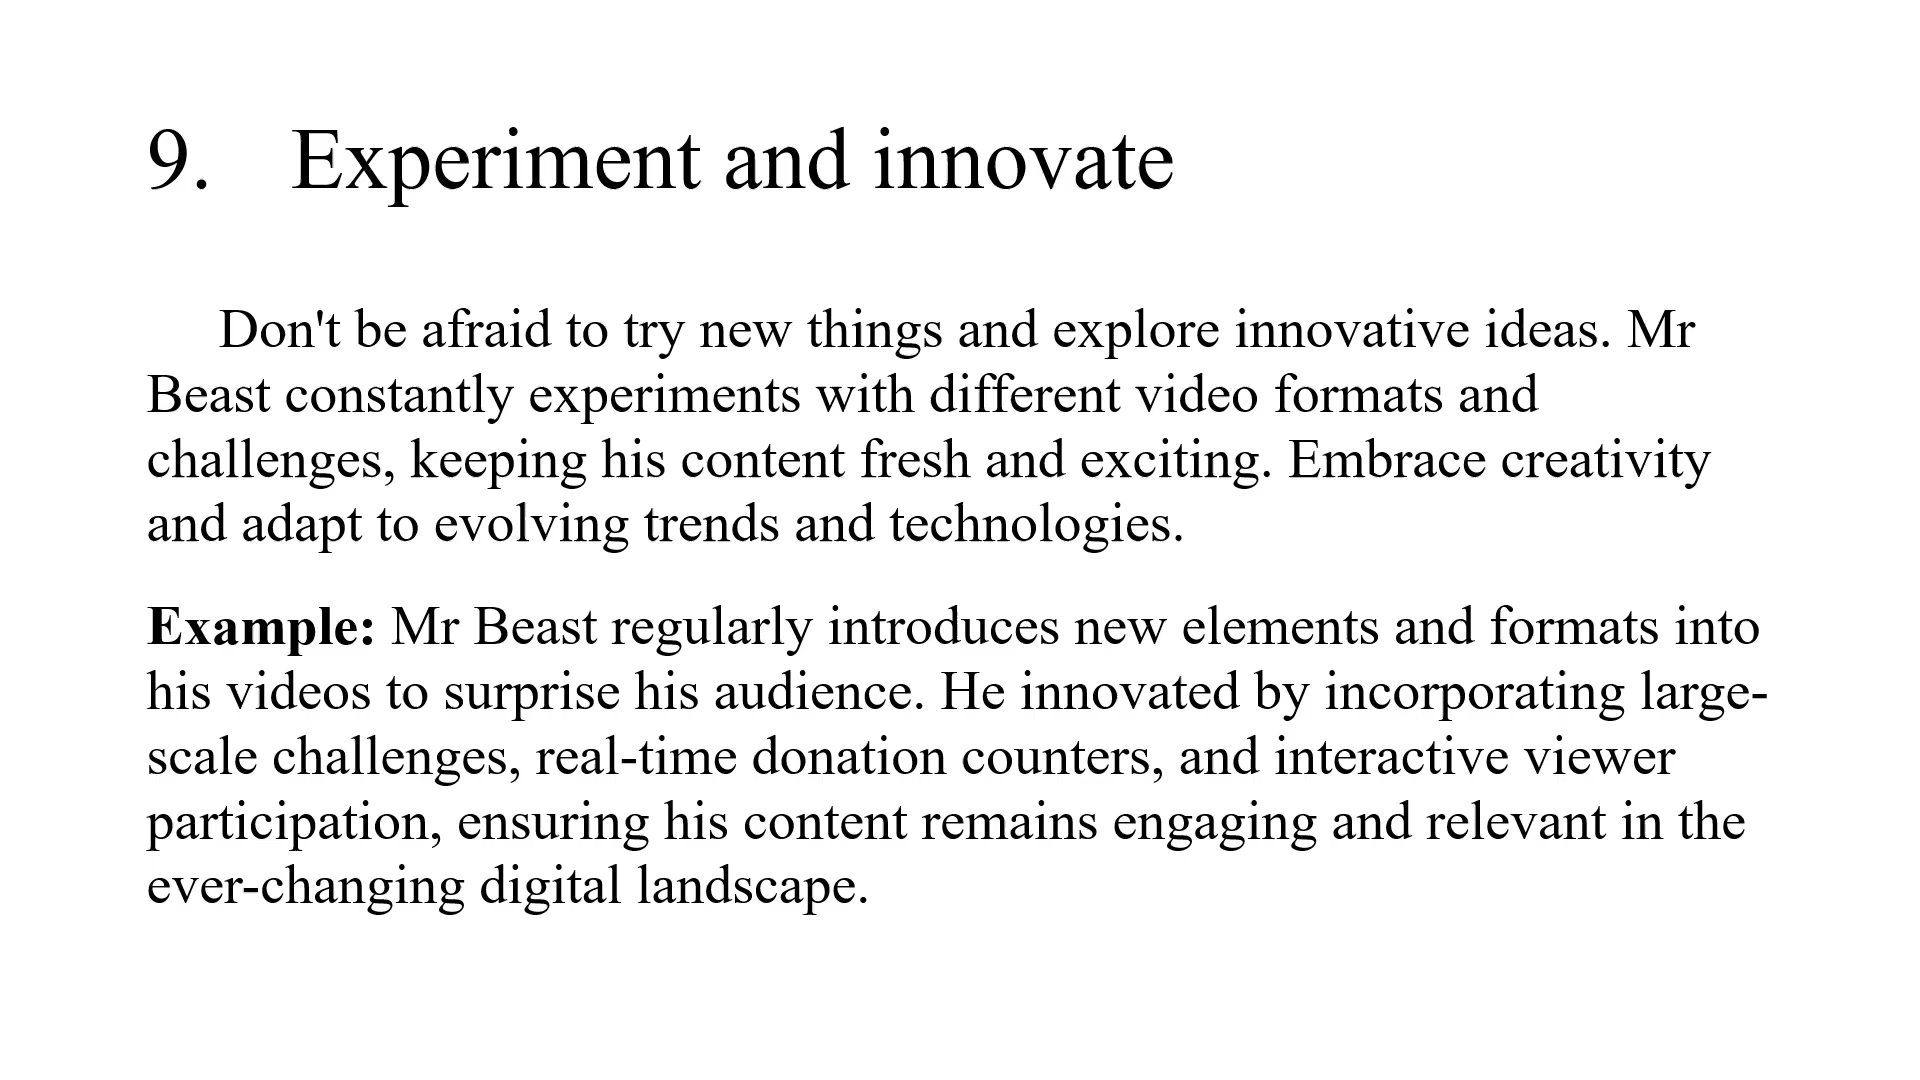 9. Experiment and innovate
Don't be afraid to try new things and explore innovative ideas. Mr
Beast constantly experiments with different video formats and
challenges, keeping his content fresh and exciting. Embrace creativity
and adapt to evolving trends and technologies.
Example: Mr Beast regularly introduces new elements and formats into
his videos to surprise his audience. He innovated by incorporating large-
scale challenges, real-time donation counters, and interactive viewer
participation, ensuring his content remains engaging and relevant in the
ever-changing digital landscape.